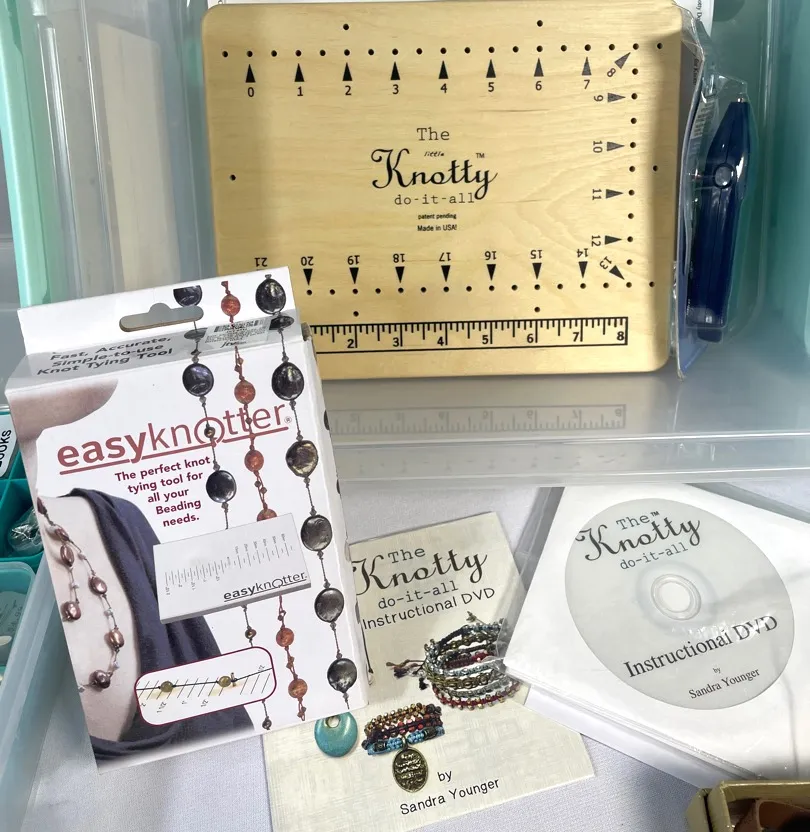 0 1 2 3 4 5 6 7
8
9
10
11
12
13
The
Knotty™
do-it-all
patent pending
Made in USA!
21 20 19 18 17 16 15 14
2 3 4 5 6 7 8
Fast, Accurate,
Simple-to-use
Knot Tying Tool
easyknotter®
The perfect knot
tying tool for
all your
Beading
needs.
easyknotter
The
Knotty
do-it-all
Instructional DVD
by
Sandra Younger
The™
Knotty
do-it-all
Instructional DVD
by
Sandra Younger